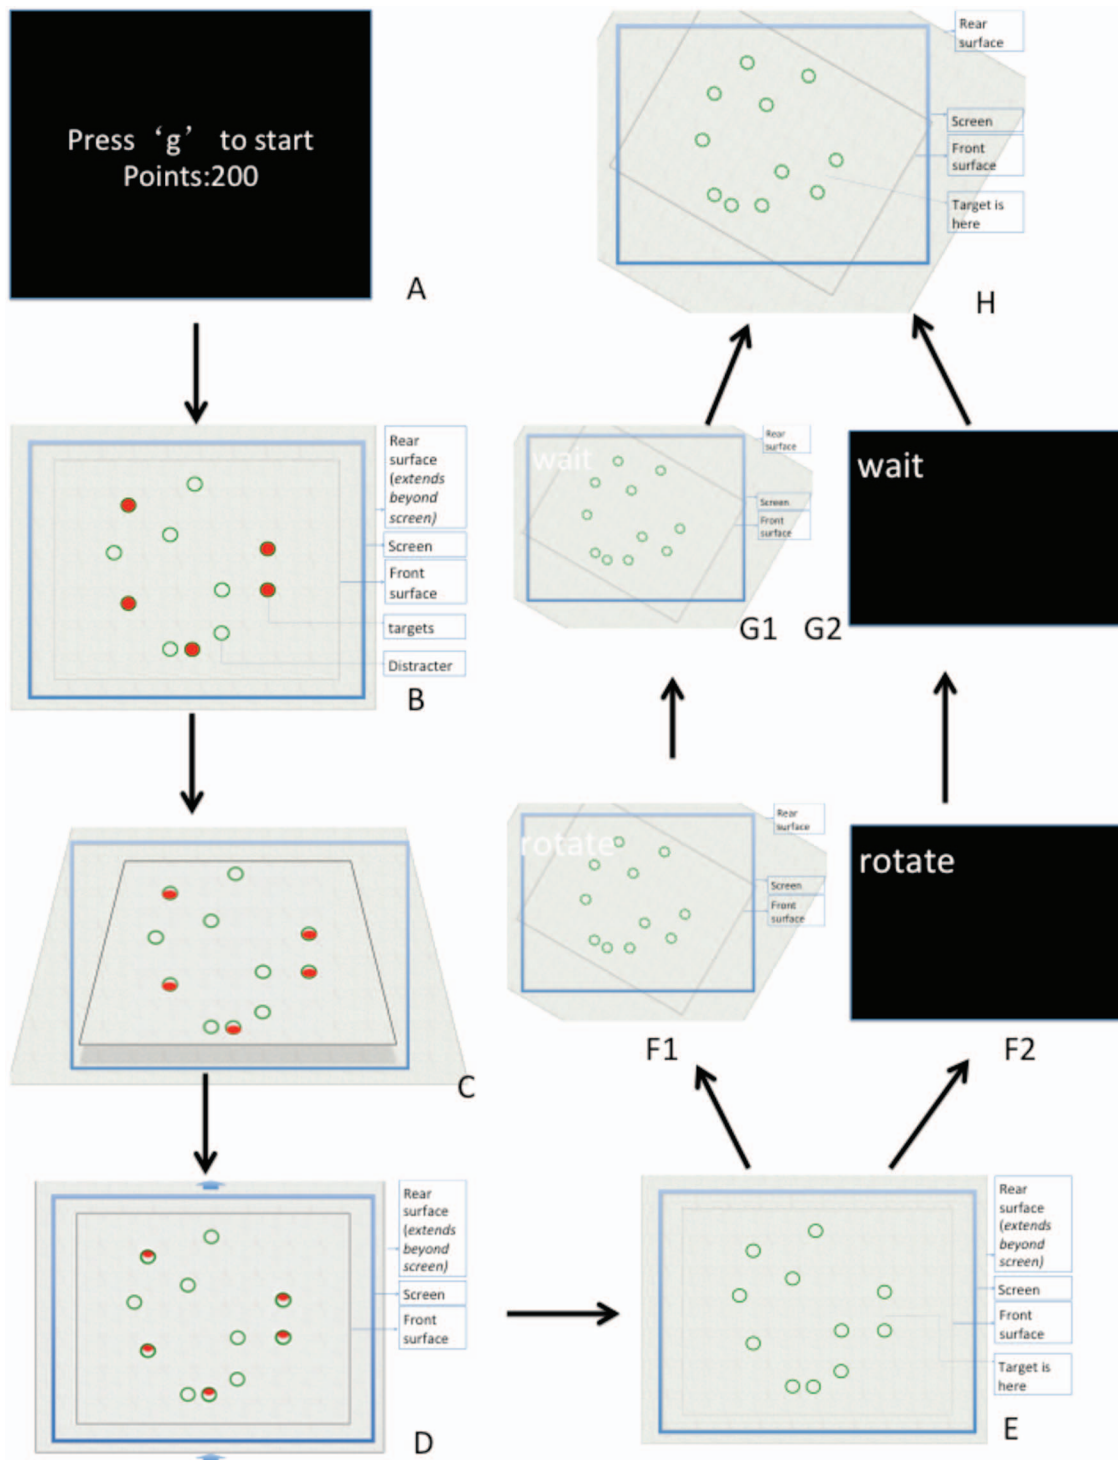 Press ‘g’ to start
Points:200
A
Rear
surface
(extends
beyond
screen)
Screen
Front
surface
targets
Distracter
B
C
Rear
surface
(extends
beyond
screen)
Screen
Front
surface
D
Rear
surface
(extends
beyond
screen)
Screen
Front
surface
Target is
here
E
rotate
Rear
surface
Screen
Front
surface
F1
rotate
F2
wait
Rear
surface
Screen
Front
surface
G1
wait
G2
Rear
surface
Screen
Front
surface
Target is
here
H